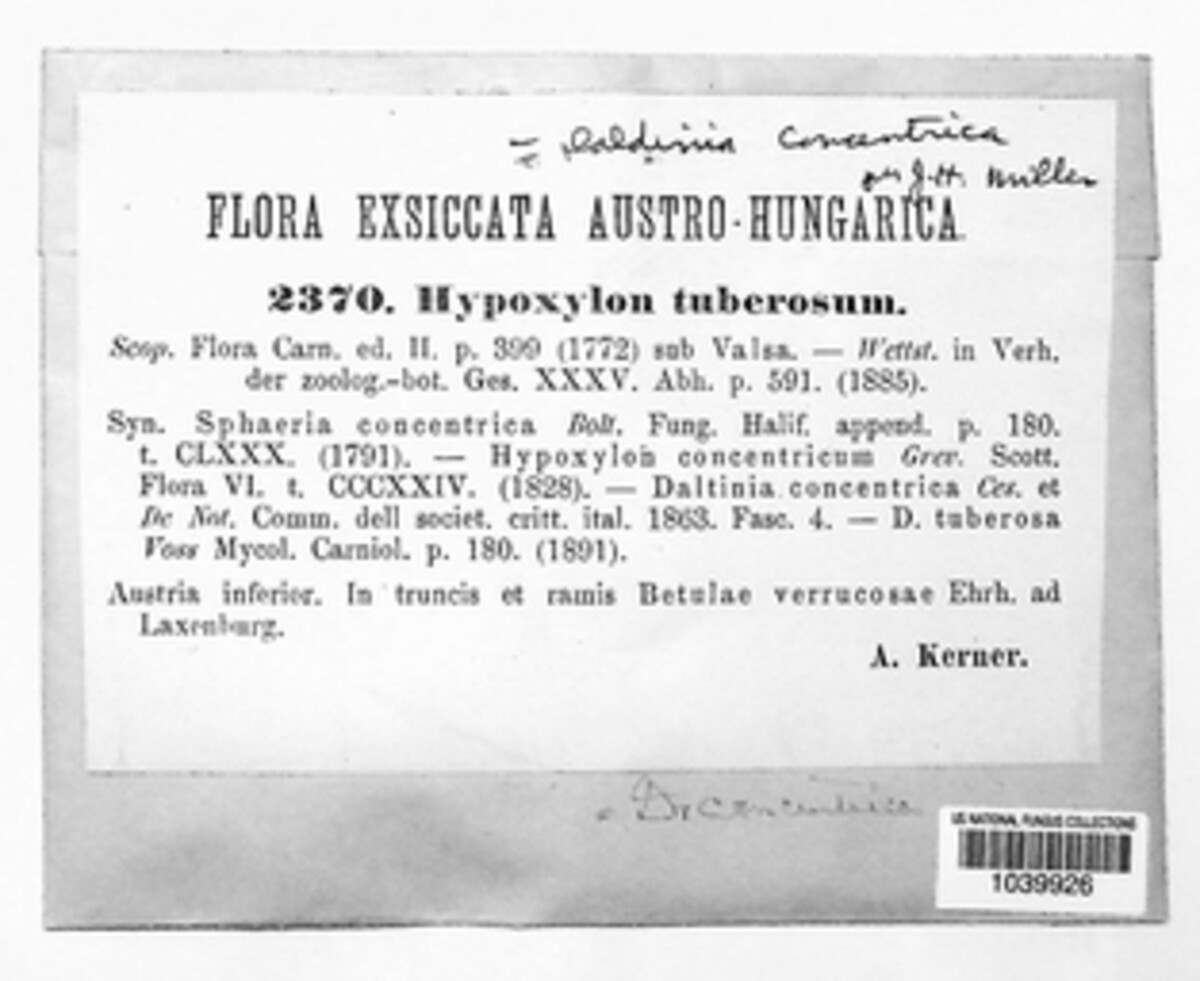 = Daldinia concentrica
per J.H. Miller
FLORA EXSICCATA AUSTRO-HUNGARICA.
2370. Hypoxylon tuberosum.
Scop. Flora Carn. ed. II. p. 399 (1772) sub Valsa. — Wettst. in Verh.
der zoolog.-bot. Ges. XXXV. Abh. p. 591. (1885).
Syn. Sphaeria concentrica Bolt. Fung. Halif. append. p. 180.
t. CLXXX. (1791). — Hypoxylon concentricum Grev. Scott.
Flora VI. t. CCCXXIV. (1828). — Daltinia concentrica Ces. et
De Not. Comm. dell societ. critt. ital. 1863. Fasc. 4. — D. tuberosa
Voss Mycol. Carniol. p. 180. (1891).
Austria inferior. In truncis et ramis Betulae verrucosae Ehrh. ad
Laxenburg.
A. Kerner.
= D. concentrica
US NATIONAL FUNGUS COLLECTIONS
1039926